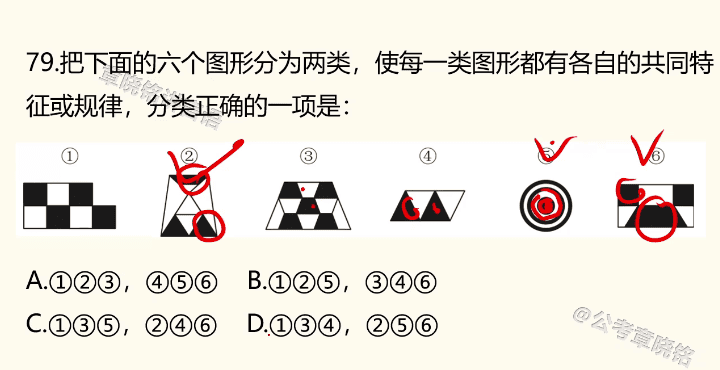 79.把下面的六个图形分为两类，使每一类图形都有各自的共同特
征或规律，分类正确的一项是：
① ② ③ ④ ⑤ ⑥
A.①②③，④⑤⑥ B.①②⑤，③④⑥
C.①③⑤，②④⑥ D.①③④，②⑤⑥
@公考章晓铭